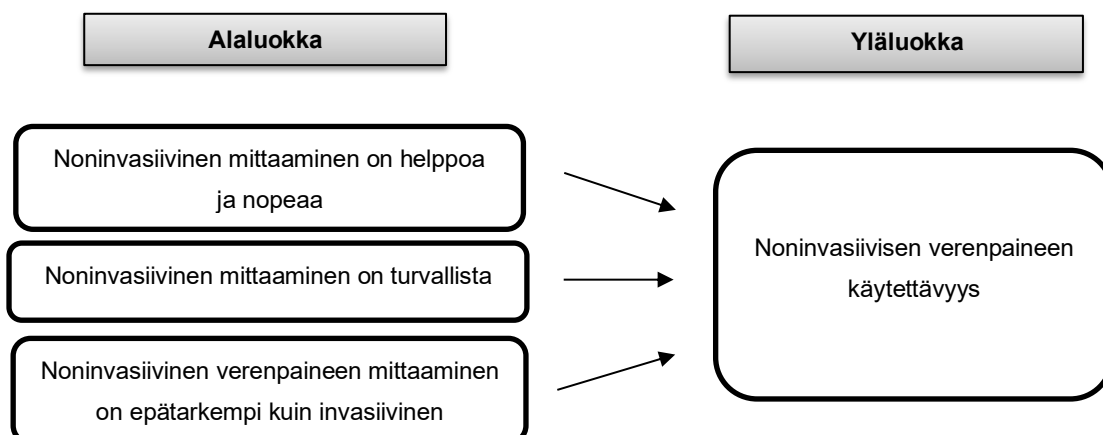 Alaluokka
Yläluokka
Noninvasiivinen mittaaminen on helppoa
ja nopeaa
Noninvasiivinen mittaaminen on turvallista
Noninvasiivinen verenpaineen mittaaminen
on epätarkempi kuin invasiivinen
Noninvasiivisen verenpaineen
käytettävyys